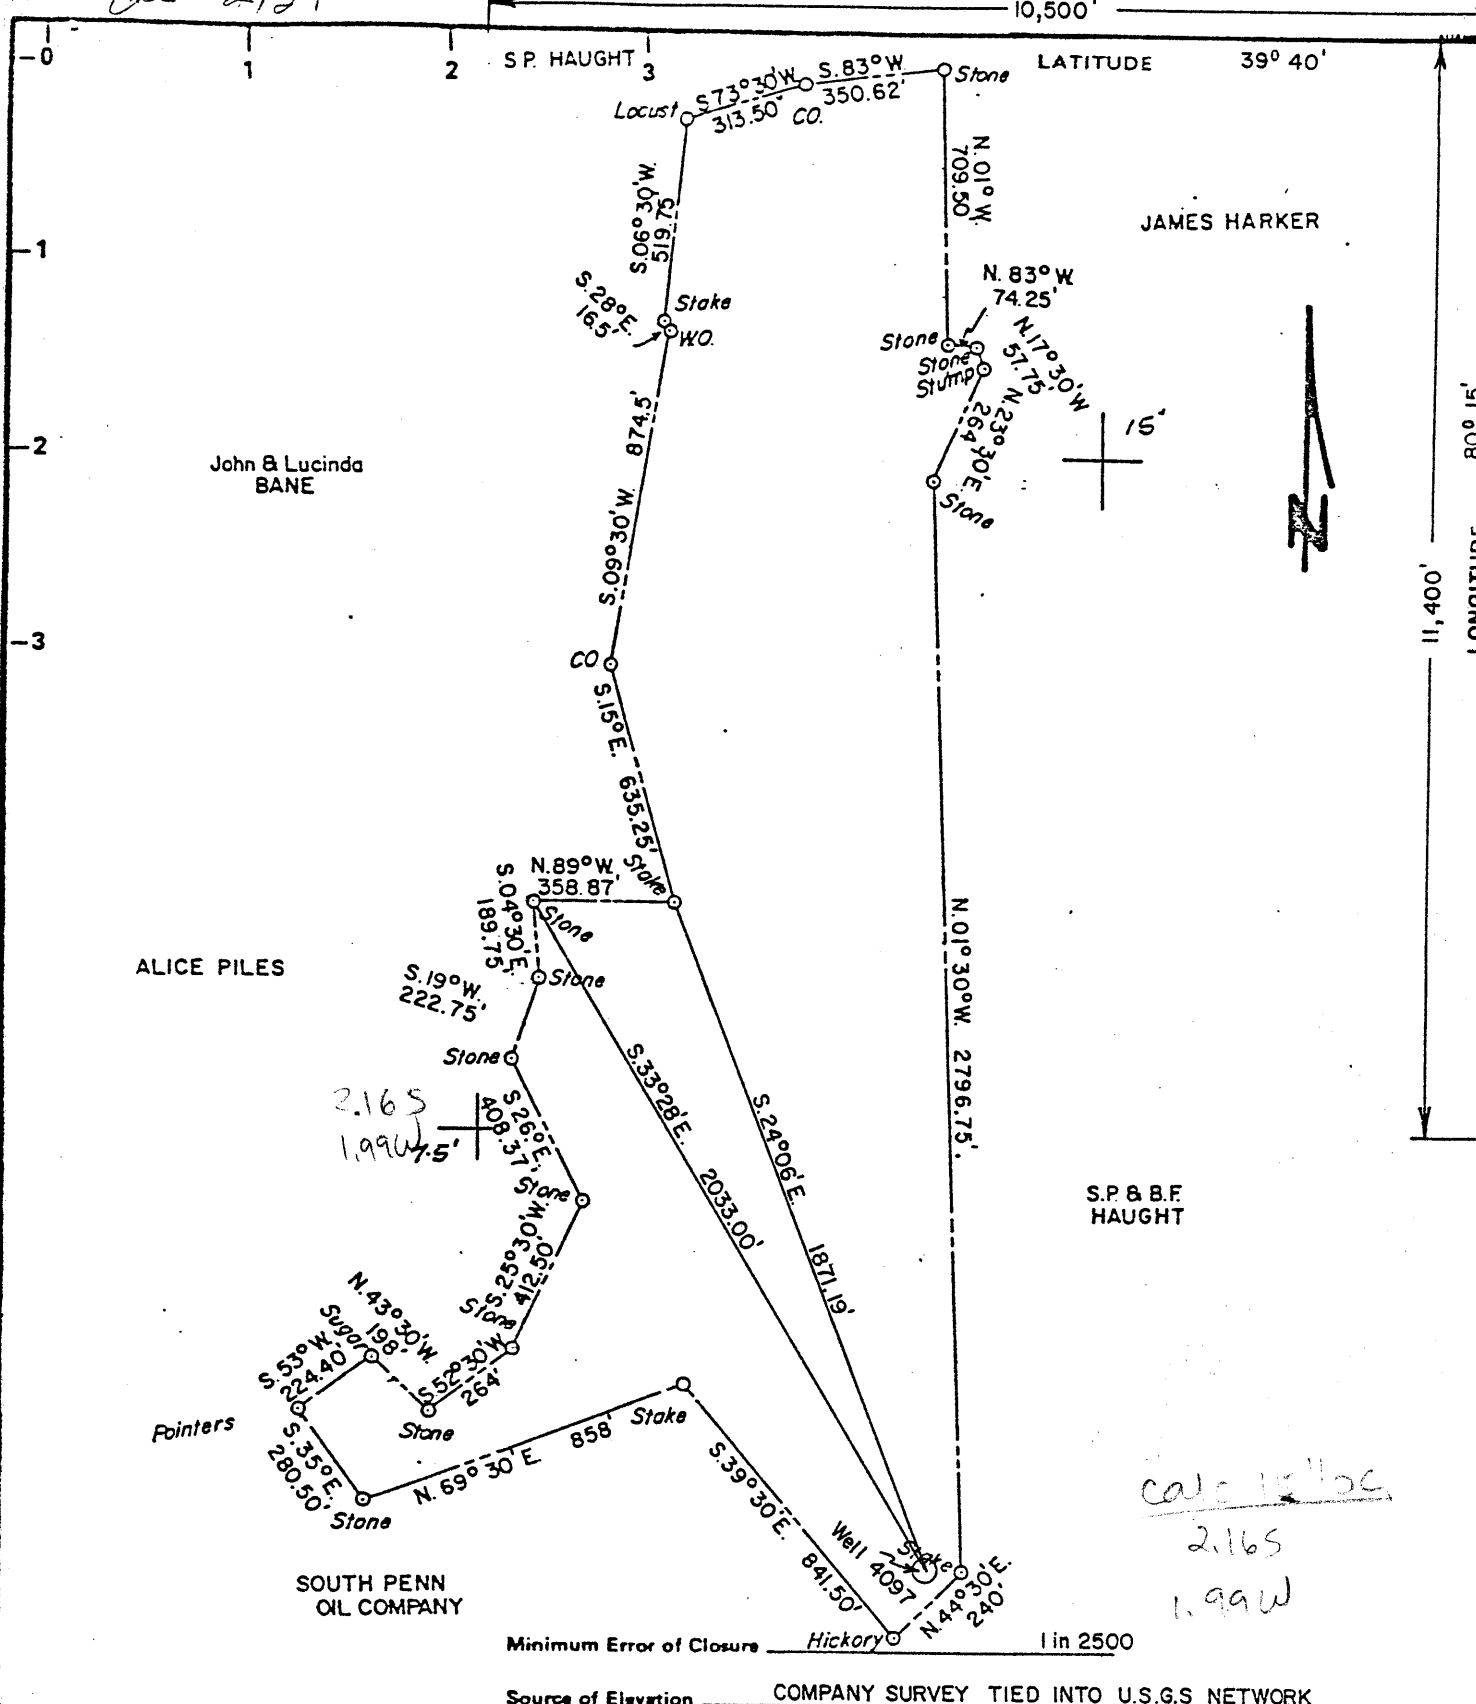 10,500'
0
1
2
S.P. HAUGHT
3
LATITUDE 39° 40'
Locust
S73°30'W.
313.50'
CO.
S.83°W.
350.62'
Stone
N.01°W.
709.50
JAMES HARKER
1
S.06°30'W.
519.75
S.28°E.
16.5'
Stake
W.O.
N. 83°W.
74.25'
Stone
Stone
Stump
N.17°30'W
57.75'
N.23°30'E.
264'
Stone
15'
2
John & Lucinda
BANE
S.09°30'W. 874.5'
80° 15'
LONGITUDE
11,400'
3
CO
S.15°E. 635.25'
Stake
N.89°W.
358.87'
Stone
S.04°30'E.
189.75'
Stone
ALICE PILES
S.19°W.
222.75'
Stone
N.01°30°W. 2796.75'.
S.33°28'E. 2033.00'
S.24°06'E. 1871.19'
2.16 S
1.99W
7.5'
S.26°E.
408.37'
Stone
S.25°30'W.
412.50'
Stone
S.P. & B.F.
HAUGHT
N.43°30'W.
198'
Sugar
S.53°W.
224.40'
S.52°30'W
264'
Stone
Pointers
S.35°E.
280.50'
Stone
N. 69°30'E 858'
Stake
S.39°30'E. 841.50'
Well 4097
Stake
N.44°30'E.
240'
Hickory
calc
2.16S
1.99W
SOUTH PENN
OIL COMPANY
Minimum Error of Closure 1 in 2500
Source of Elevation COMPANY SURVEY TIED INTO U.S.G.S NETWORK